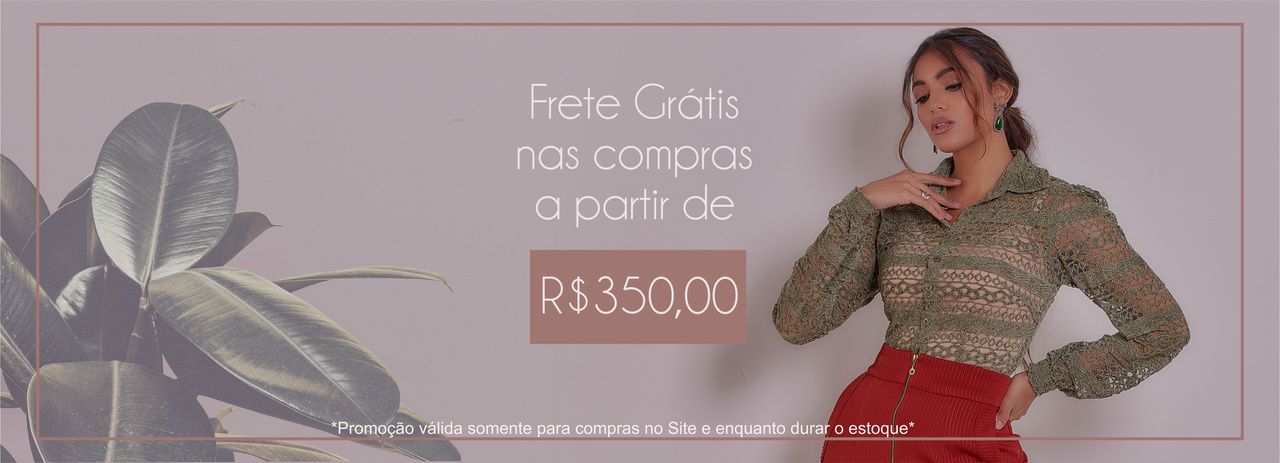 Frete Grátis
nas compras
a partir de
R$350,00
*Promoção válida somente para compras no Site e enquanto durar o estoque*